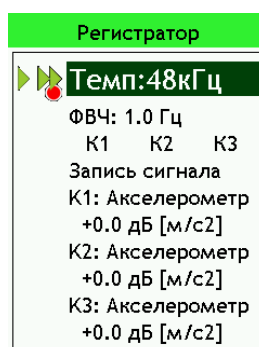 Регистратор
Темп:48кГц
ФВЧ: 1.0 Гц
К1 К2 К3
Запись сигнала
К1: Акселерометр
+0.0 дБ [м/с2]
К2: Акселерометр
+0.0 дБ [м/с2]
К3: Акселерометр
+0.0 дБ [м/с2]